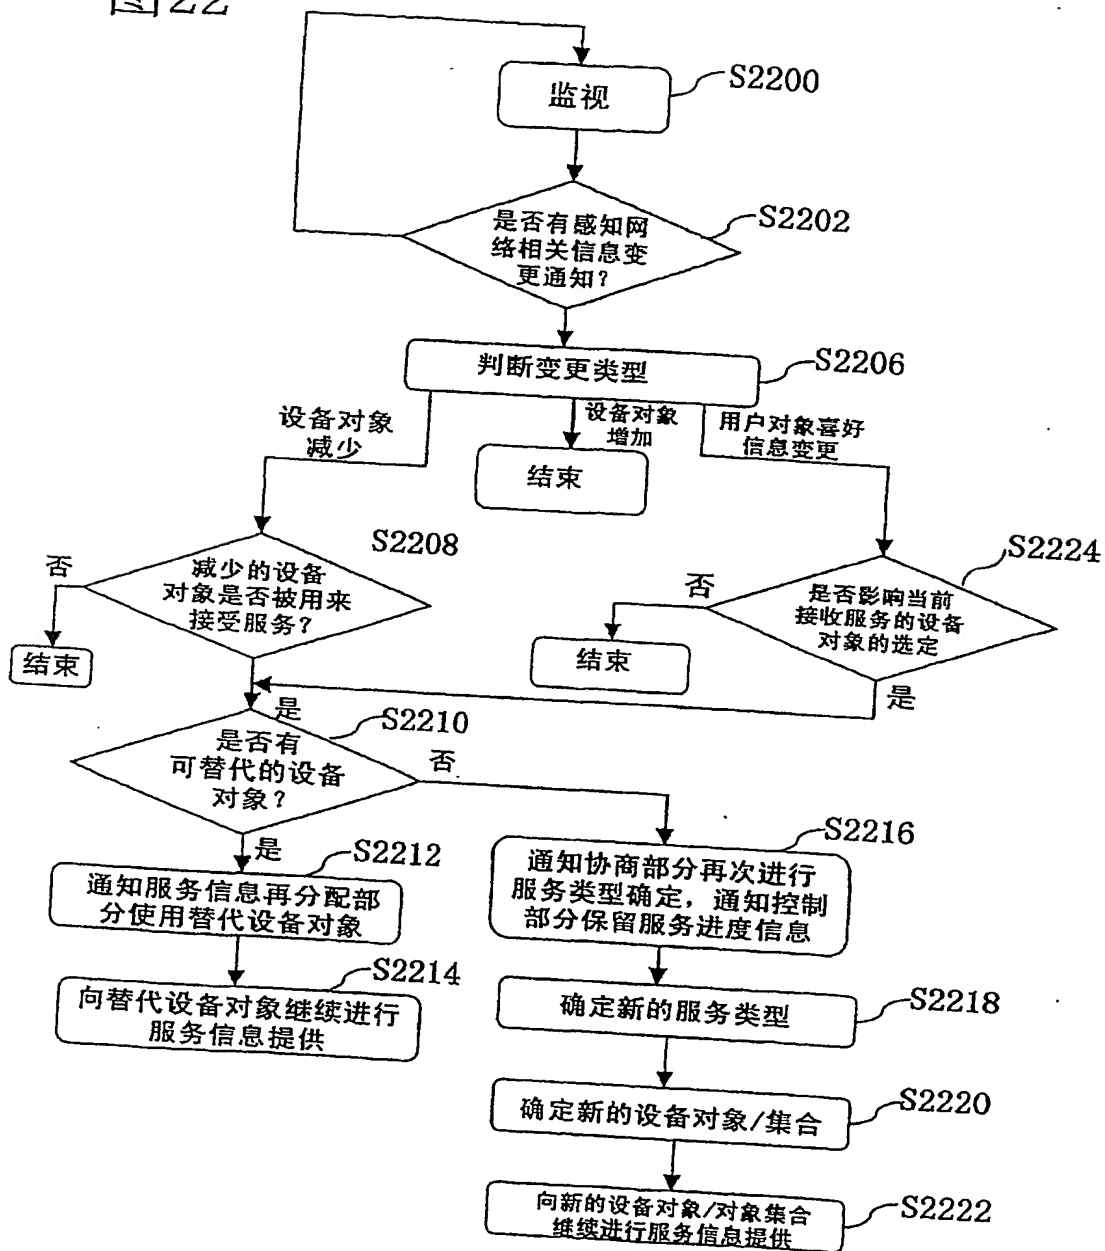 图22
监视
S2200
是否有感知网
络相关信息变
更通知？
S2202
判断变更类型
S2206
设备对象
减少
设备对象
增加
用户对象喜好
信息变更
结束
S2208
减少的设备
对象是否被用来
接受服务？
否
结束
S2224
是否影响当前
接收服务的设备
对象的选定
否
结束
是
是
S2210
是否有
可替代的设备
对象？
否
是
S2212
通知服务信息再分配部
分使用替代设备对象
S2214
向替代设备对象继续进行
服务信息提供
S2216
通知协商部分再次进行
服务类型确定，通知控制
部分保留服务进度信息
确定新的服务类型
S2218
确定新的设备对象/集合
S2220
向新的设备对象/对象集合
继续进行服务信息提供
S2222